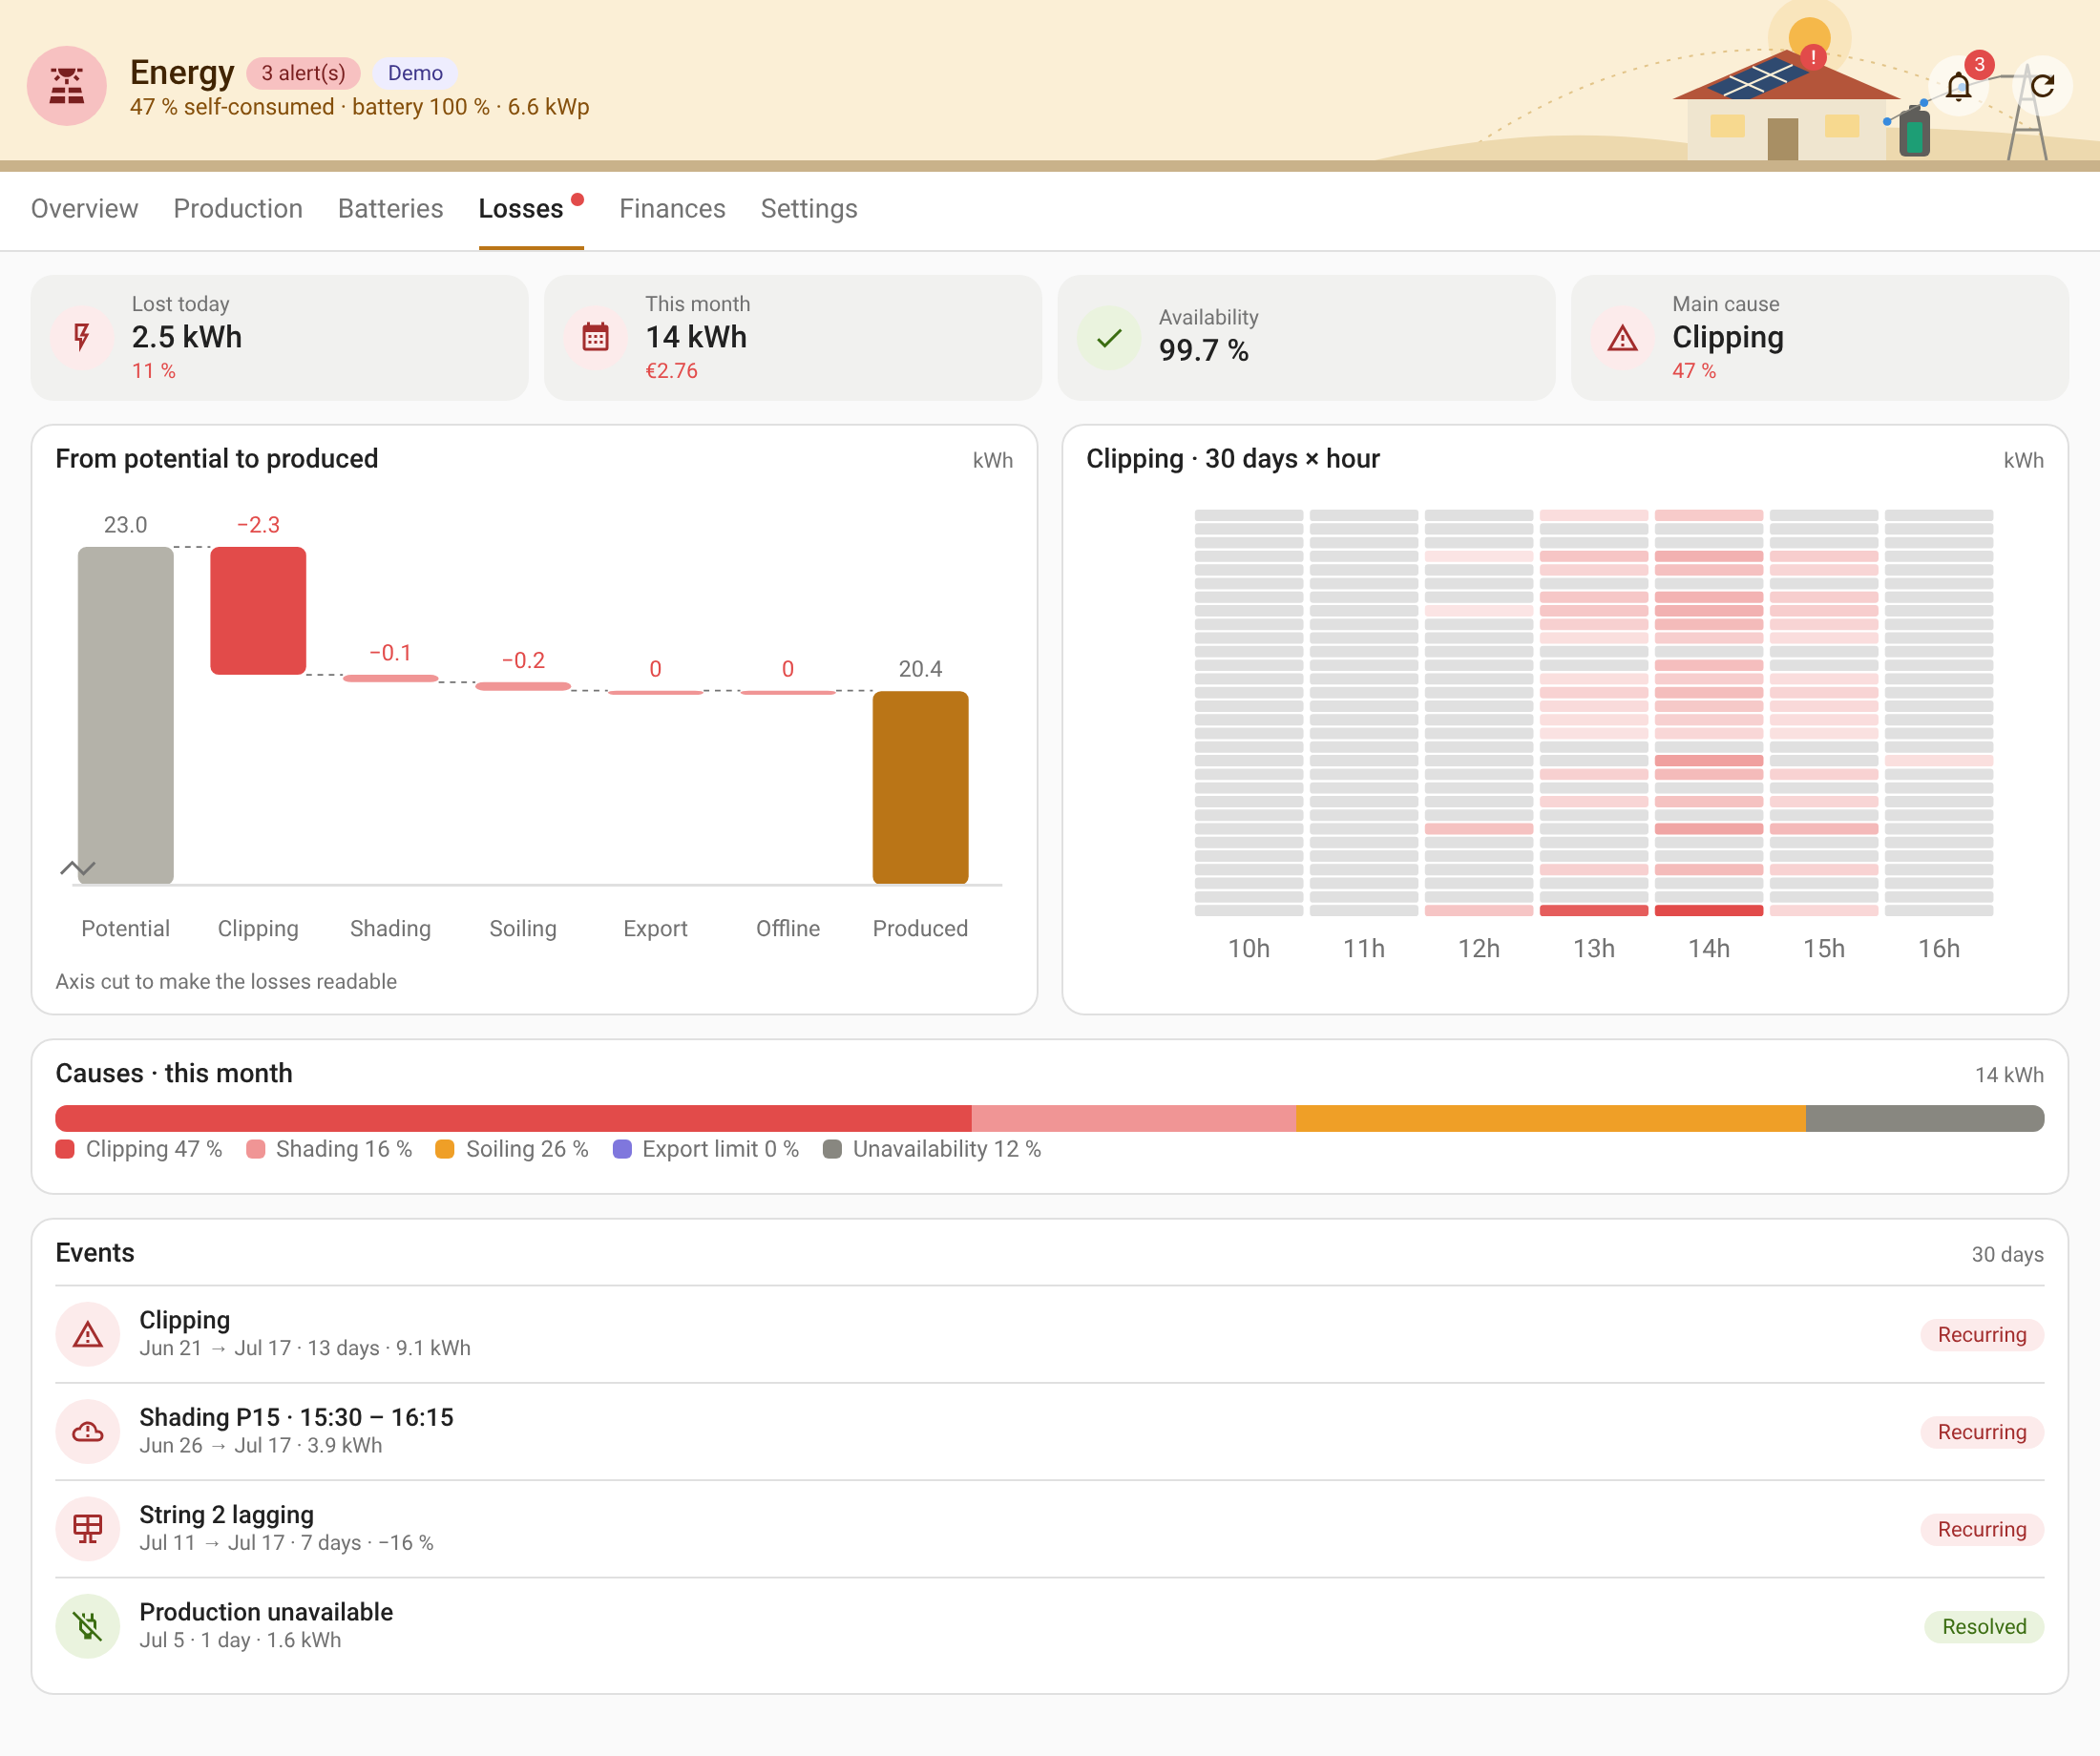 Energy 3 alert(s) Demo
47 % self-consumed · battery 100 % · 6.6 kWp
!
3
Overview Production Batteries Losses Finances Settings
Lost today
2.5 kWh
11 %
This month
14 kWh
€2.76
Availability
99.7 %
Main cause
Clipping
47 %
From potential to produced kWh
23.0 −2.3 −0.1 −0.2 0 0 20.4
Potential Clipping Shading Soiling Export Offline Produced
Axis cut to make the losses readable
Clipping · 30 days × hour kWh
10h 11h 12h 13h 14h 15h 16h
Causes · this month 14 kWh
Clipping 47 % Shading 16 % Soiling 26 % Export limit 0 % Unavailability 12 %
Events 30 days
Clipping
Jun 21 → Jul 17 · 13 days · 9.1 kWh
Recurring
Shading P15 · 15:30 – 16:15
Jun 26 → Jul 17 · 3.9 kWh
Recurring
String 2 lagging
Jul 11 → Jul 17 · 7 days · −16 %
Recurring
Production unavailable
Jul 5 · 1 day · 1.6 kWh
Resolved